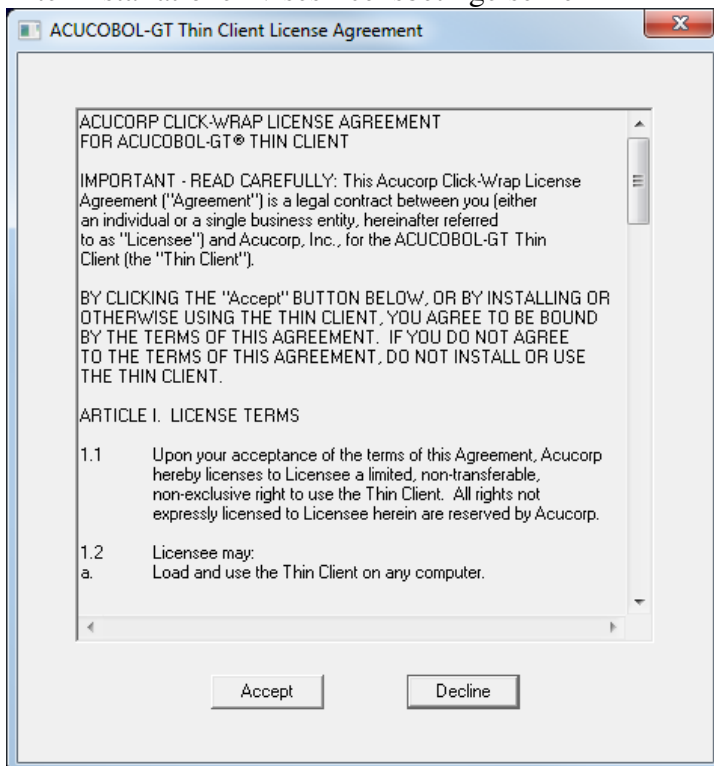 ACUCOBOL-GT Thin Client License Agreement
ACUCORP CLICK-WRAP LICENSE AGREEMENT
FOR ACUCOBOL-GT® THIN CLIENT
IMPORTANT - READ CAREFULLY: This Acucorp Click-Wrap License
Agreement ("Agreement") is a legal contract between you (either
an individual or a single business entity, hereinafter referred
to as "Licensee") and Acucorp, Inc., for the ACUCOBOL-GT Thin
Client (the "Thin Client").
BY CLICKING THE "Accept" BUTTON BELOW, OR BY INSTALLING OR
OTHERWISE USING THE THIN CLIENT, YOU AGREE TO BE BOUND
BY THE TERMS OF THIS AGREEMENT. IF YOU DO NOT AGREE
TO THE TERMS OF THIS AGREEMENT, DO NOT INSTALL OR USE
THE THIN CLIENT.
ARTICLE I. LICENSE TERMS
1.1 Upon your acceptance of the terms of this Agreement, Acucorp
hereby licenses to Licensee a limited, non-transferable,
non-exclusive right to use the Thin Client. All rights not
expressly licensed to Licensee herein are reserved by Acucorp.
1.2 Licensee may:
a. Load and use the Thin Client on any computer.
Accept Decline